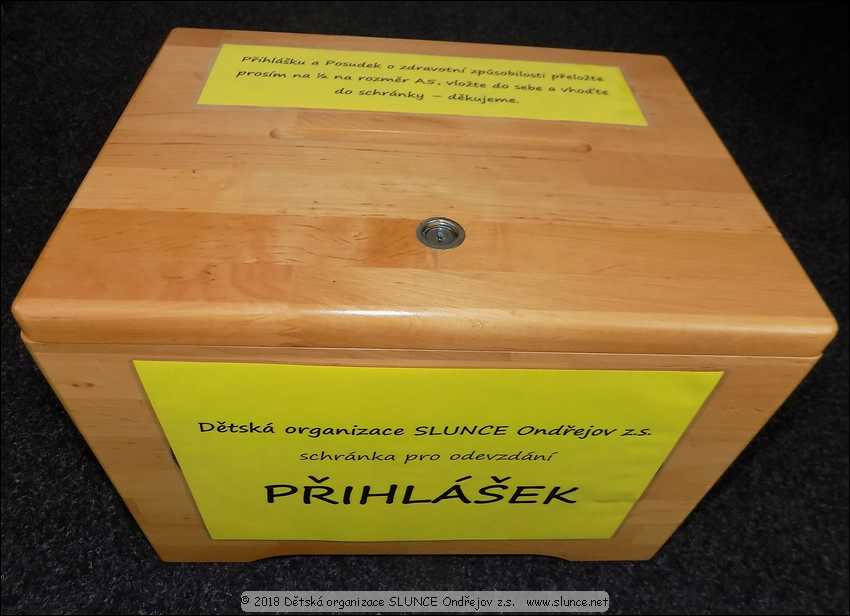 Přihlášku a Posudek o zdravotní způsobilosti přeložte
prosím na ½ na rozměr A5, vložte do sebe a vhoďte
do schránky – děkujeme.
Dětská organizace SLUNCE Ondřejov z.s.
schránka pro odevzdání
PŘIHLÁŠEK
© 2018 Dětská organizace SLUNCE Ondřejov z.s. www.slunce.net